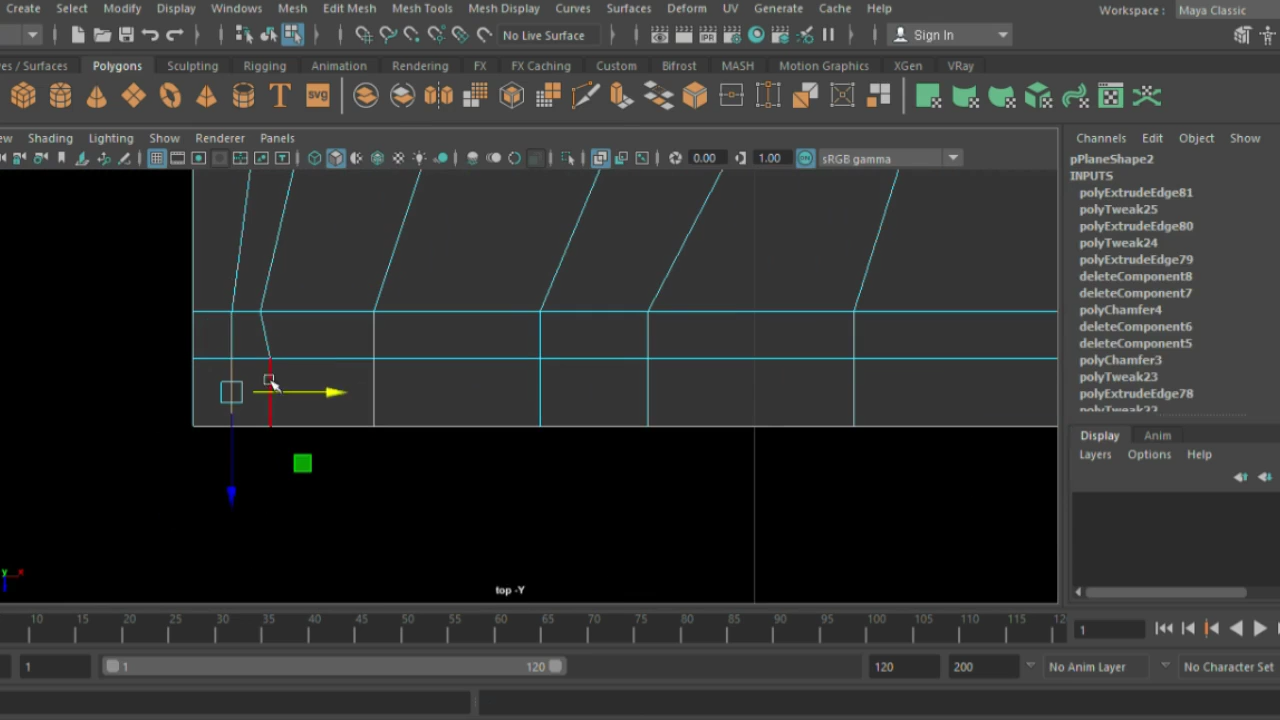 Create Select Modify Display Windows Mesh Edit Mesh Mesh Tools Mesh Display Curves Surfaces Deform UV Generate Cache Help Workspace : Maya Classic
No Live Surface IPR Sign In
es / Surfaces Polygons Sculpting Rigging Animation Rendering FX FX Caching Custom Bifrost MASH Motion Graphics XGen VRay
T SVG
ew Shading Lighting Show Renderer Panels
0.00 1.00 ON sRGB gamma
Channels Edit Object Show
pPlaneShape2
INPUTS
polyExtrudeEdge81
polyTweak25
polyExtrudeEdge80
polyTweak24
polyExtrudeEdge79
deleteComponent8
deleteComponent7
polyChamfer4
deleteComponent6
deleteComponent5
polyChamfer3
polyTweak23
polyExtrudeEdge78
polyTweak22
Display Anim
Layers Options Help
y x
top -Y
10 15 20 25 30 35 40 45 50 55 60 65 70 75 80 85 90 95 100 105 110 115 12
1
1 1 120 120 200 No Anim Layer No Character Set